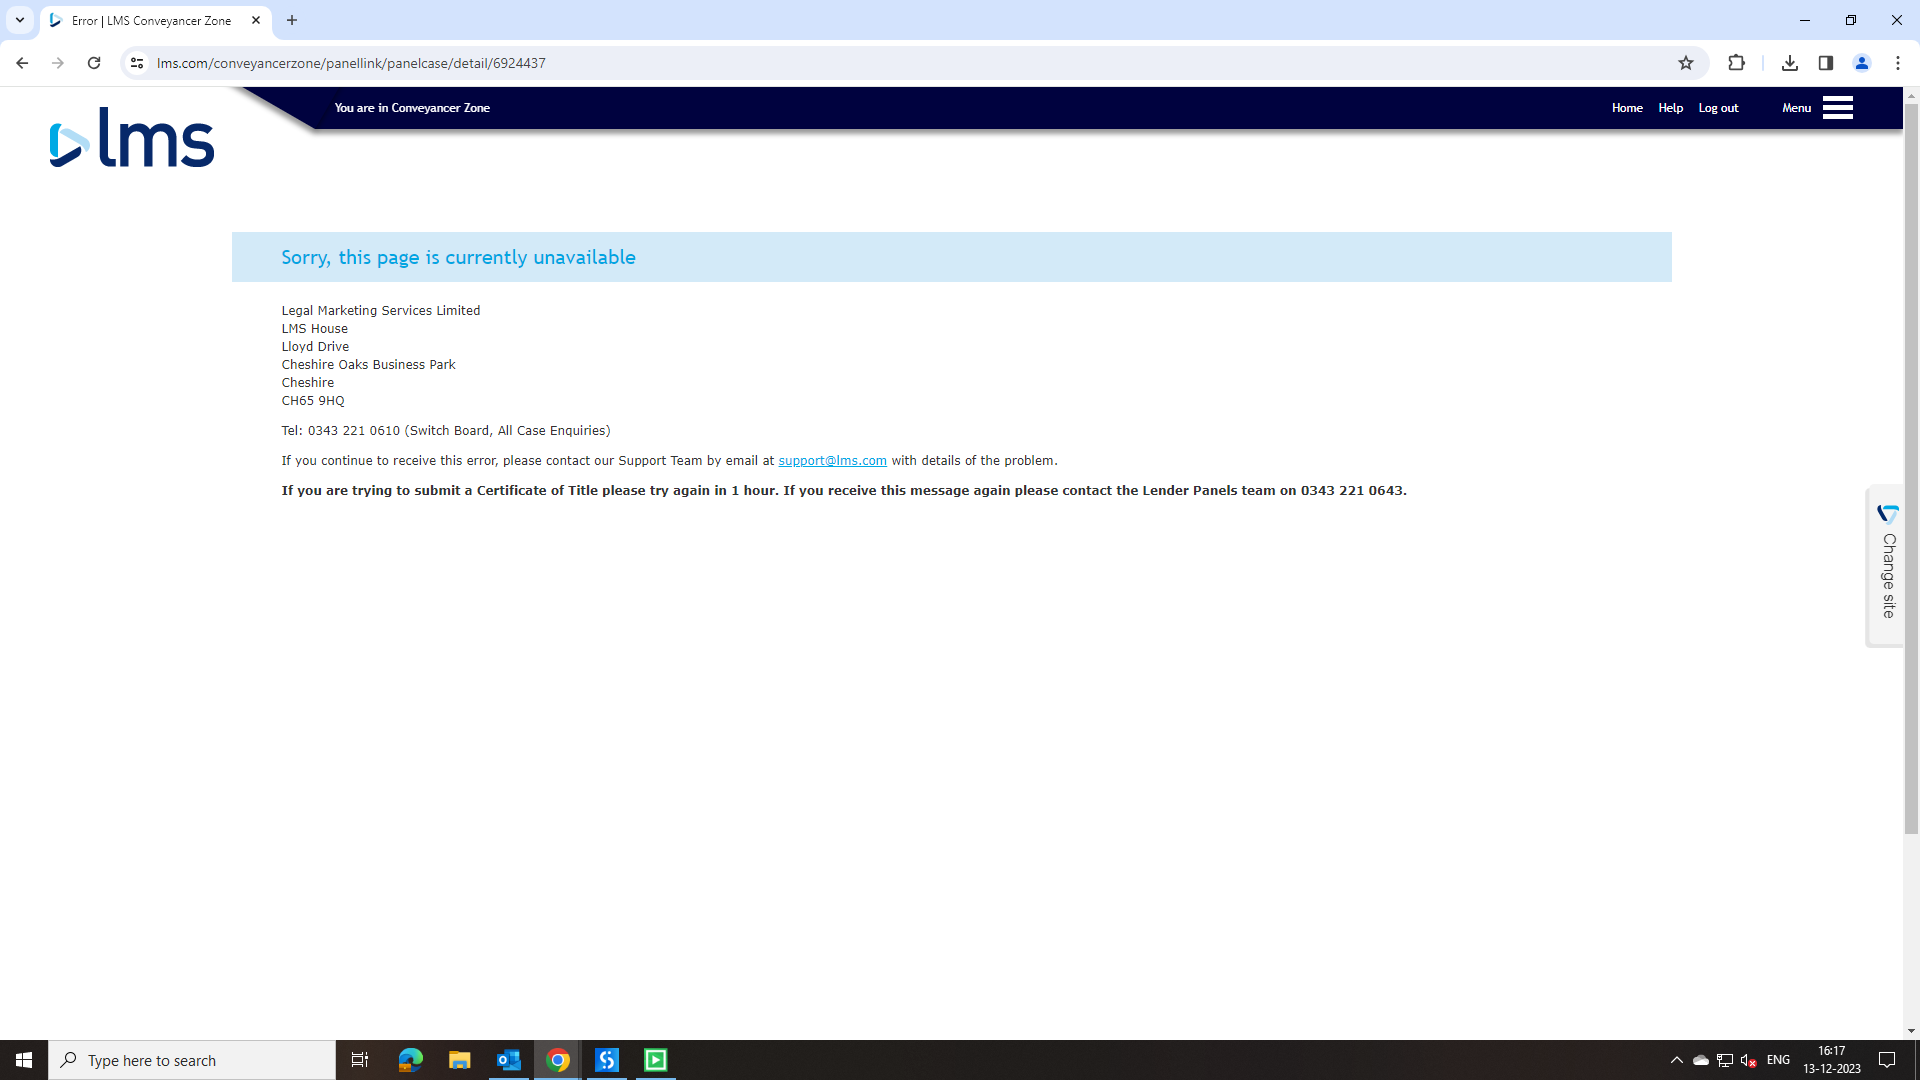 Error | LMS Conveyancer Zone
lms.com/conveyancerzone/panellink/panelcase/detail/6924437
You are in Conveyancer Zone
Home Help Log out Menu
lms
Sorry, this page is currently unavailable
Legal Marketing Services Limited
LMS House
Lloyd Drive
Cheshire Oaks Business Park
Cheshire
CH65 9HQ
Tel: 0343 221 0610 (Switch Board, All Case Enquiries)
If you continue to receive this error, please contact our Support Team by email at support@lms.com with details of the problem.
If you are trying to submit a Certificate of Title please try again in 1 hour. If you receive this message again please contact the Lender Panels team on 0343 221 0643.
Change site
Type here to search
ENG
16:17
13-12-2023